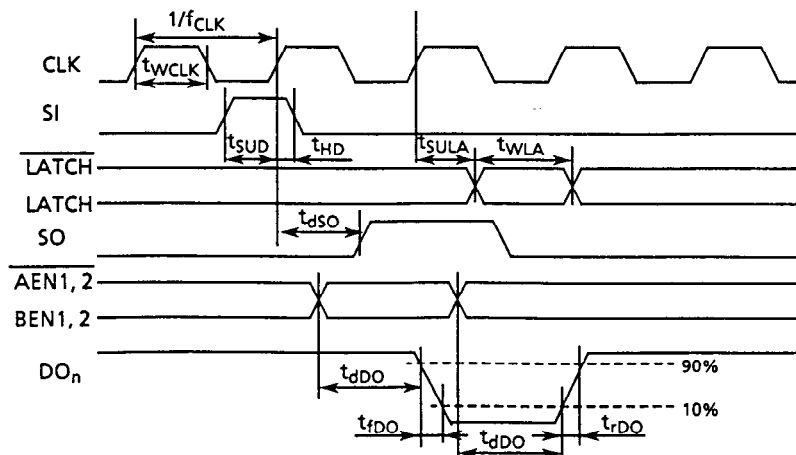 1/fCLK
CLK
tWCLK
SI
tSUD
tHD
tSULA
tWLA
LATCH
LATCH
tdSO
SO
AEN1, 2
BEN1, 2
DOn
90%
tdDO
10%
tfDO
tdDO
trDO